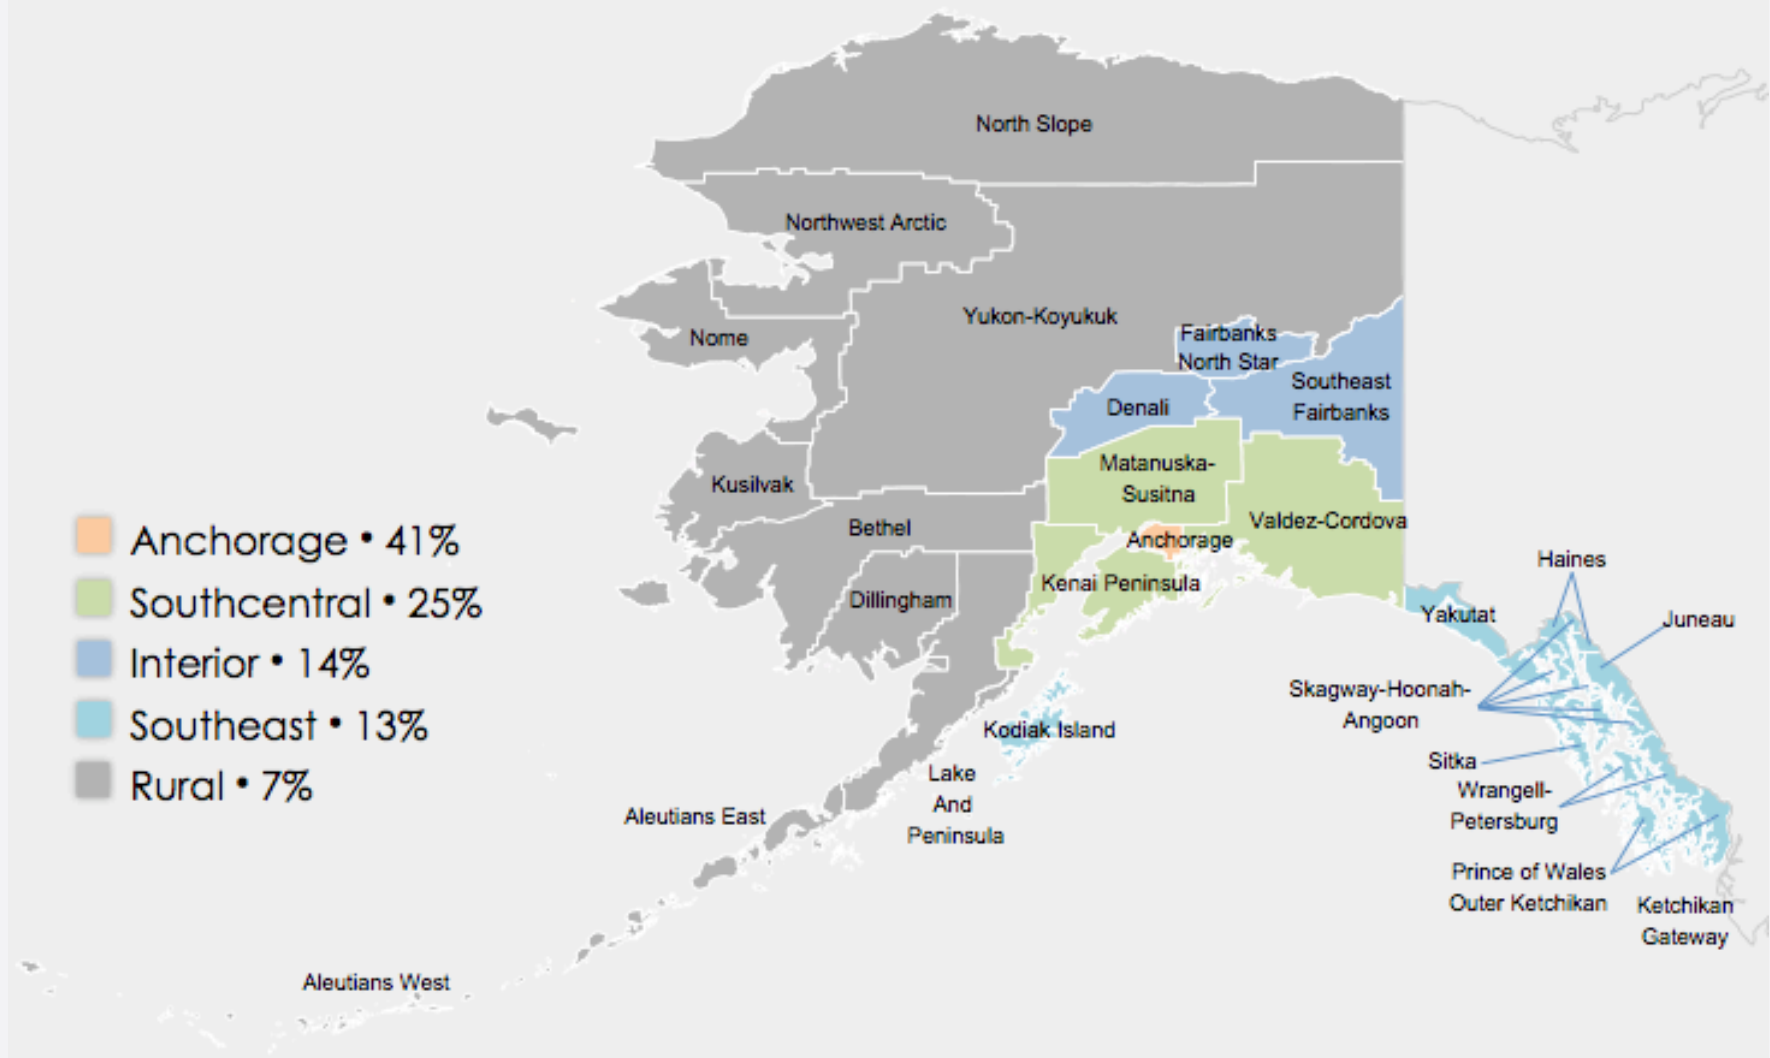 North Slope
Northwest Arctic
Yukon-Koyukuk
Nome
Fairbanks
North Star
Southeast
Fairbanks
Denali
Matanuska-
Susitna
Kusilvak
Bethel
Valdez-Cordova
Anchorage
Kenai Peninsula
Dillingham
Anchorage • 41%
Southcentral • 25%
Interior • 14%
Southeast • 13%
Rural • 7%
Haines
Yakutat
Juneau
Skagway-Hoonah-
Angoon
Kodiak Island
Sitka
Lake
And
Peninsula
Wrangell-
Petersburg
Aleutians East
Prince of Wales
Outer Ketchikan
Ketchikan
Gateway
Aleutians West